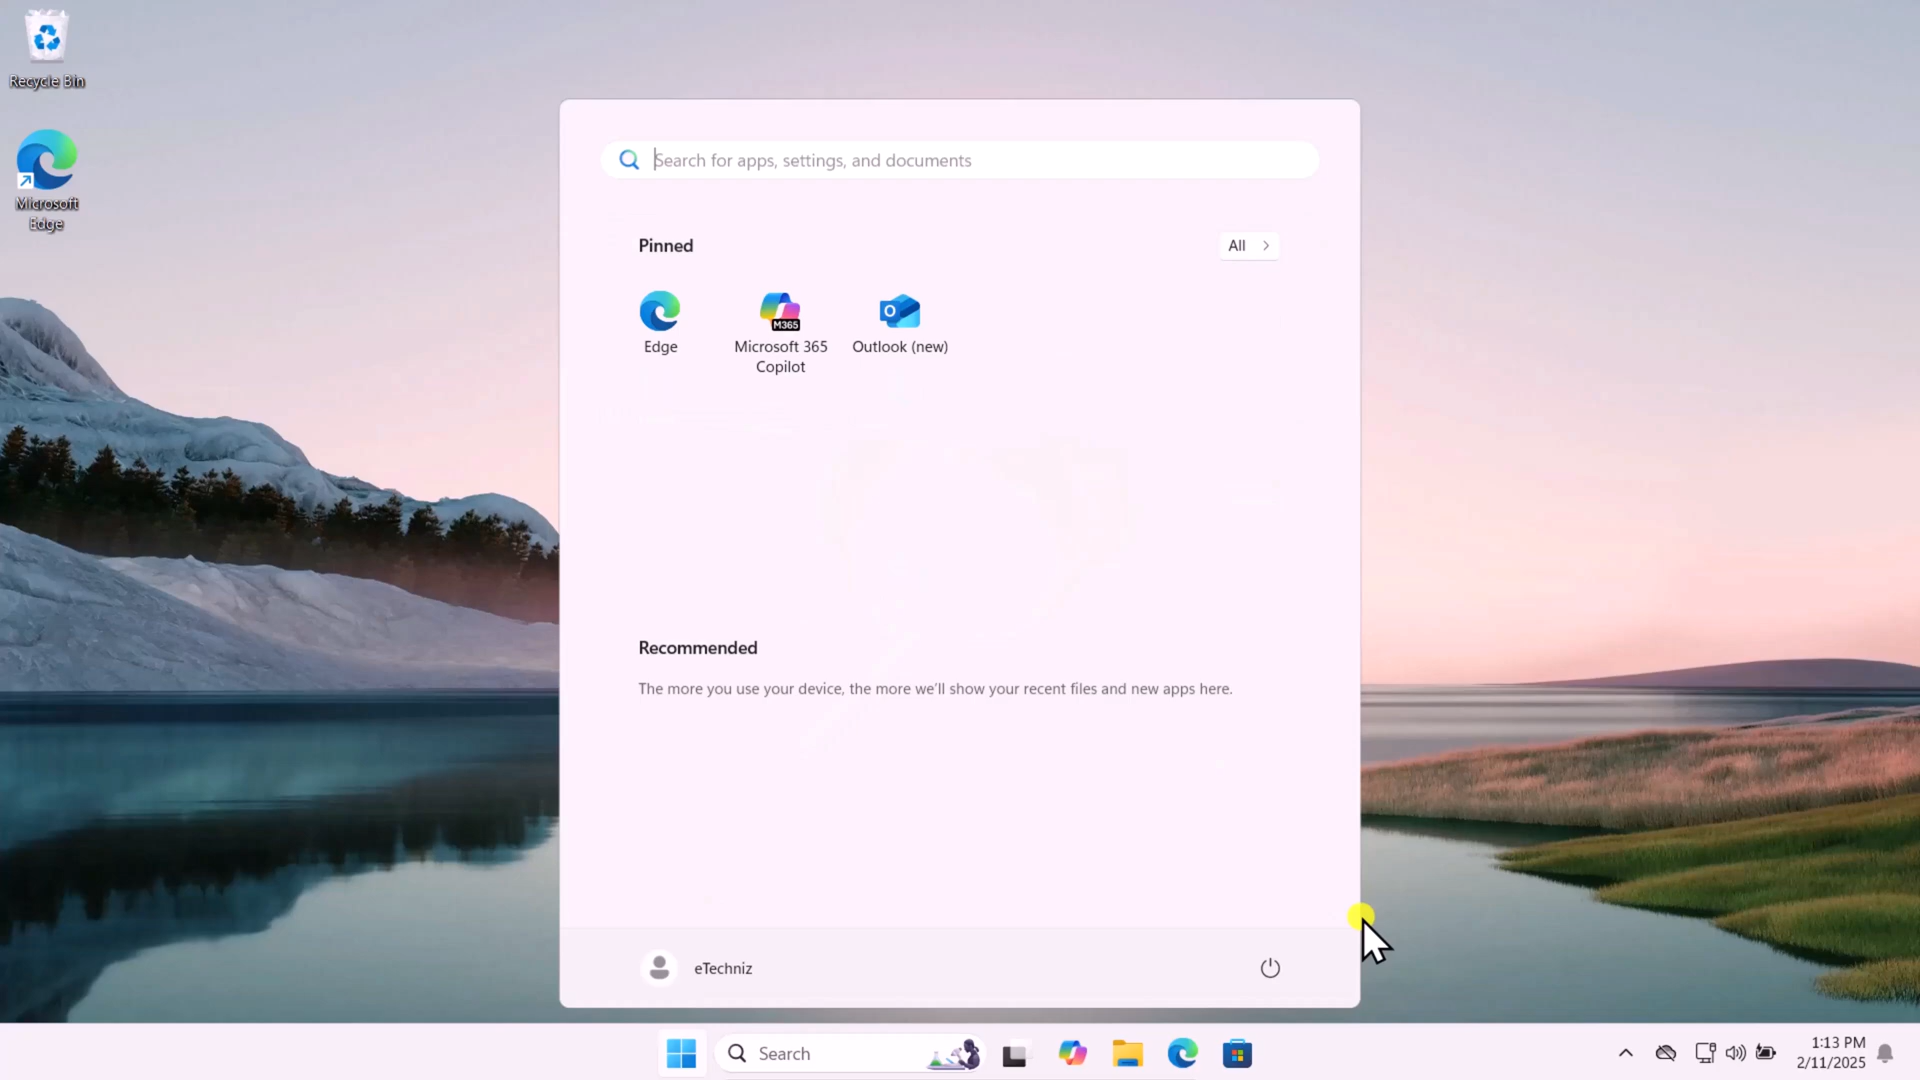 Recycle Bin
Microsoft
Edge
Search for apps, settings, and documents
Pinned
All
Edge
M365
Microsoft 365
Copilot
O
Outlook (new)
Recommended
The more you use your device, the more we'll show your recent files and new apps here.
eTechniz
Search
1:13 PM
2/11/2025